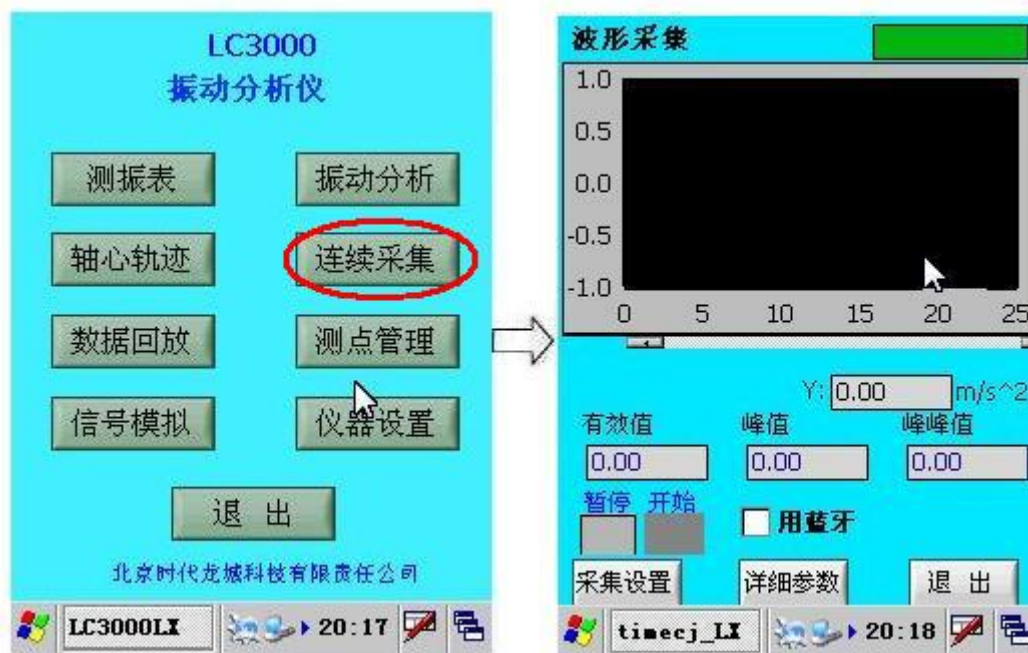 LC3000
振动分析仪
测振表
振动分析
轴心轨迹
连续采集
数据回放
测点管理
信号模拟
仪器设置
退 出
北京时代龙城科技有限责任公司
LC3000LX
20:17
波形采集
1.0
0.5
0.0
-0.5
-1.0
0 5 10 15 20 25
Y: 0.00 m/s^2
有效值 峰值 峰峰值
0.00 0.00 0.00
暂停 开始
用蓝牙
采集设置 详细参数 退 出
timecj_LX
20:18